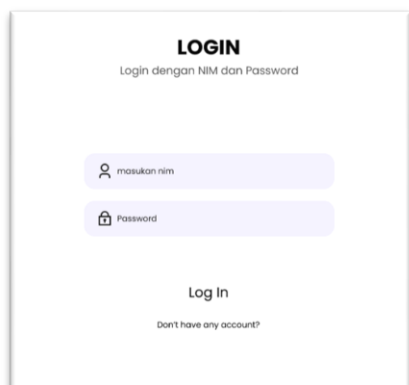 LOGIN
Login dengan NIM dan Password
masukan nim
Password
Log In
Don't have any account?